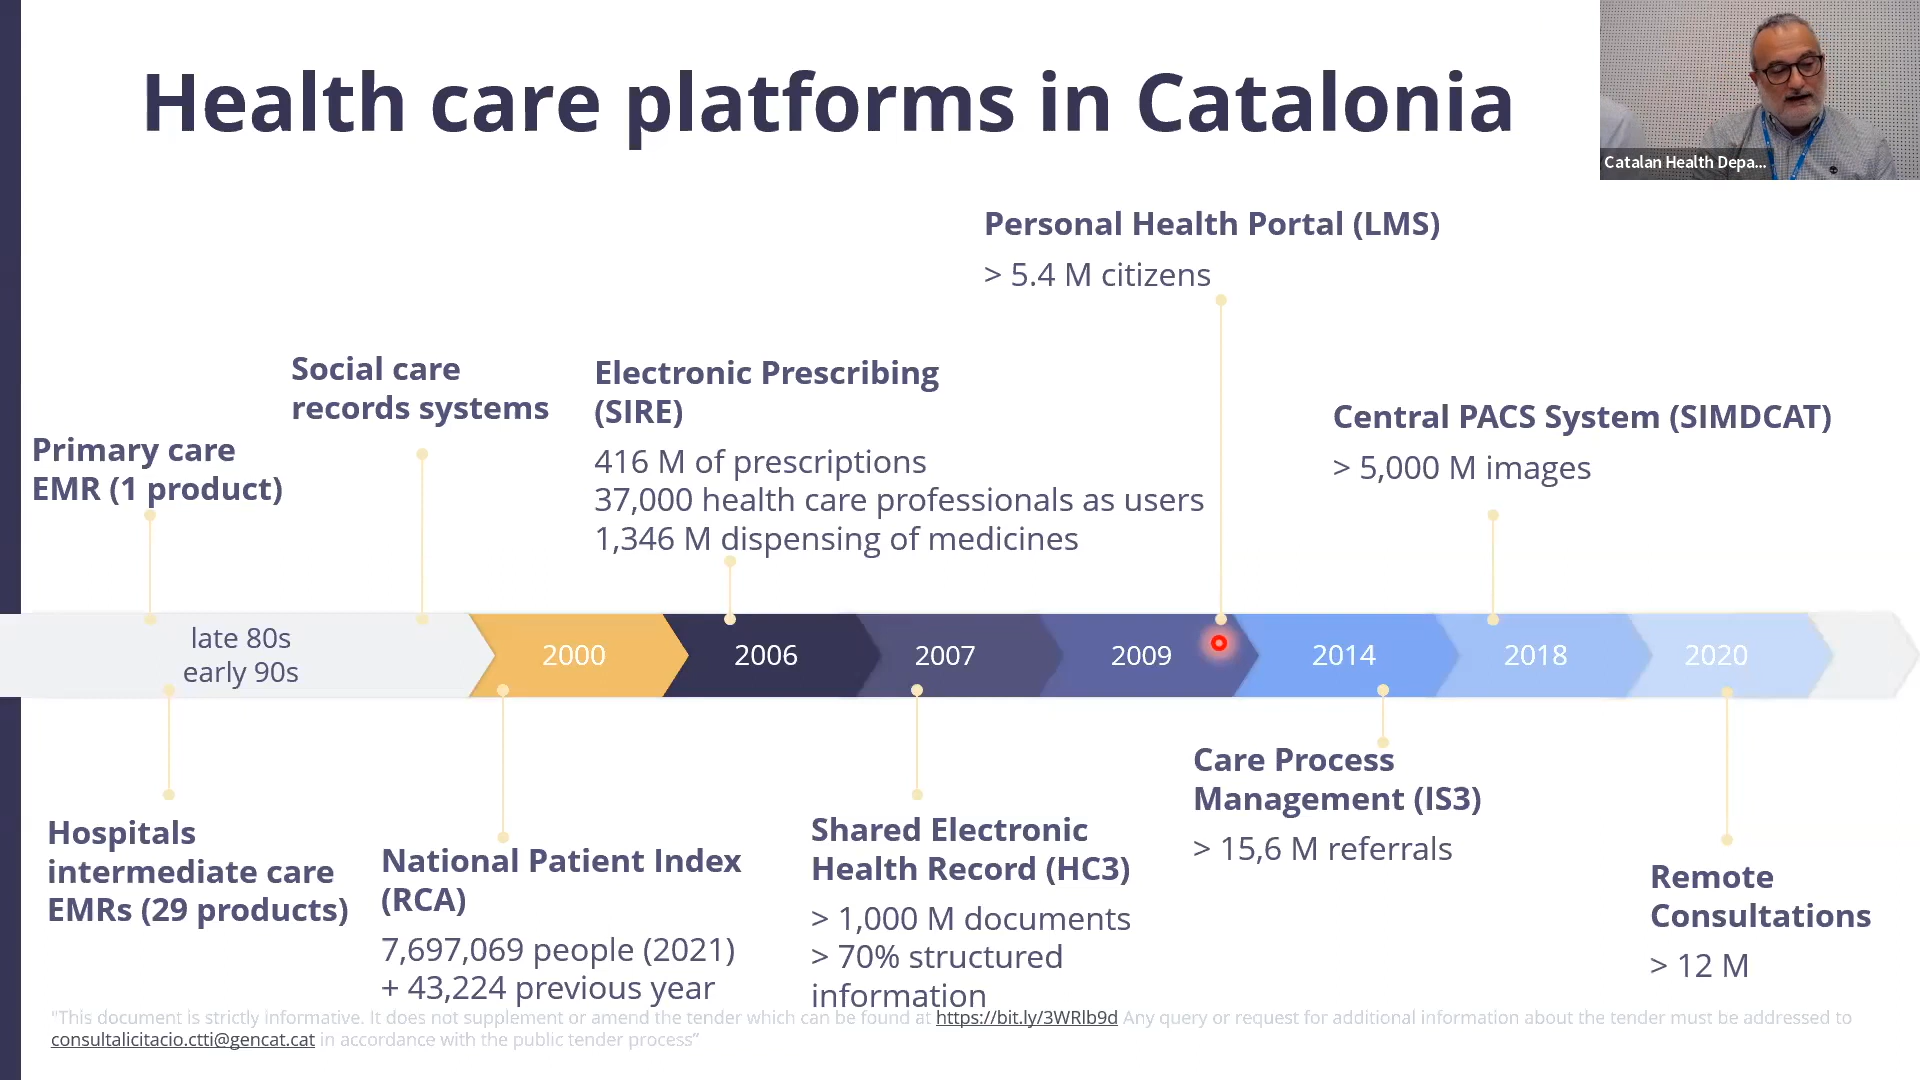 Health care platforms in Catalonia
Catalan Health Depa...
Personal Health Portal (LMS)
> 5.4 M citizens
Social care
records systems
Electronic Prescribing
(SIRE)
416 M of prescriptions
37,000 health care professionals as users
1,346 M dispensing of medicines
Central PACS System (SIMDCAT)
> 5,000 M images
Primary care
EMR (1 product)
late 80s
early 90s
2000
2006
2007
2009
2014
2018
2020
Hospitals
intermediate care
EMRs (29 products)
National Patient Index
(RCA)
7,697,069 people (2021)
+ 43,224 previous year
Shared Electronic
Health Record (HC3)
> 1,000 M documents
> 70% structured
information
Care Process
Management (IS3)
> 15,6 M referrals
Remote
Consultations
> 12 M
"This document is strictly informative. It does not supplement or amend the tender which can be found at https://bit.ly/3WRlb9d Any query or request for additional information about the tender must be addressed to
consultalicitacio.ctti@gencat.cat in accordance with the public tender process”